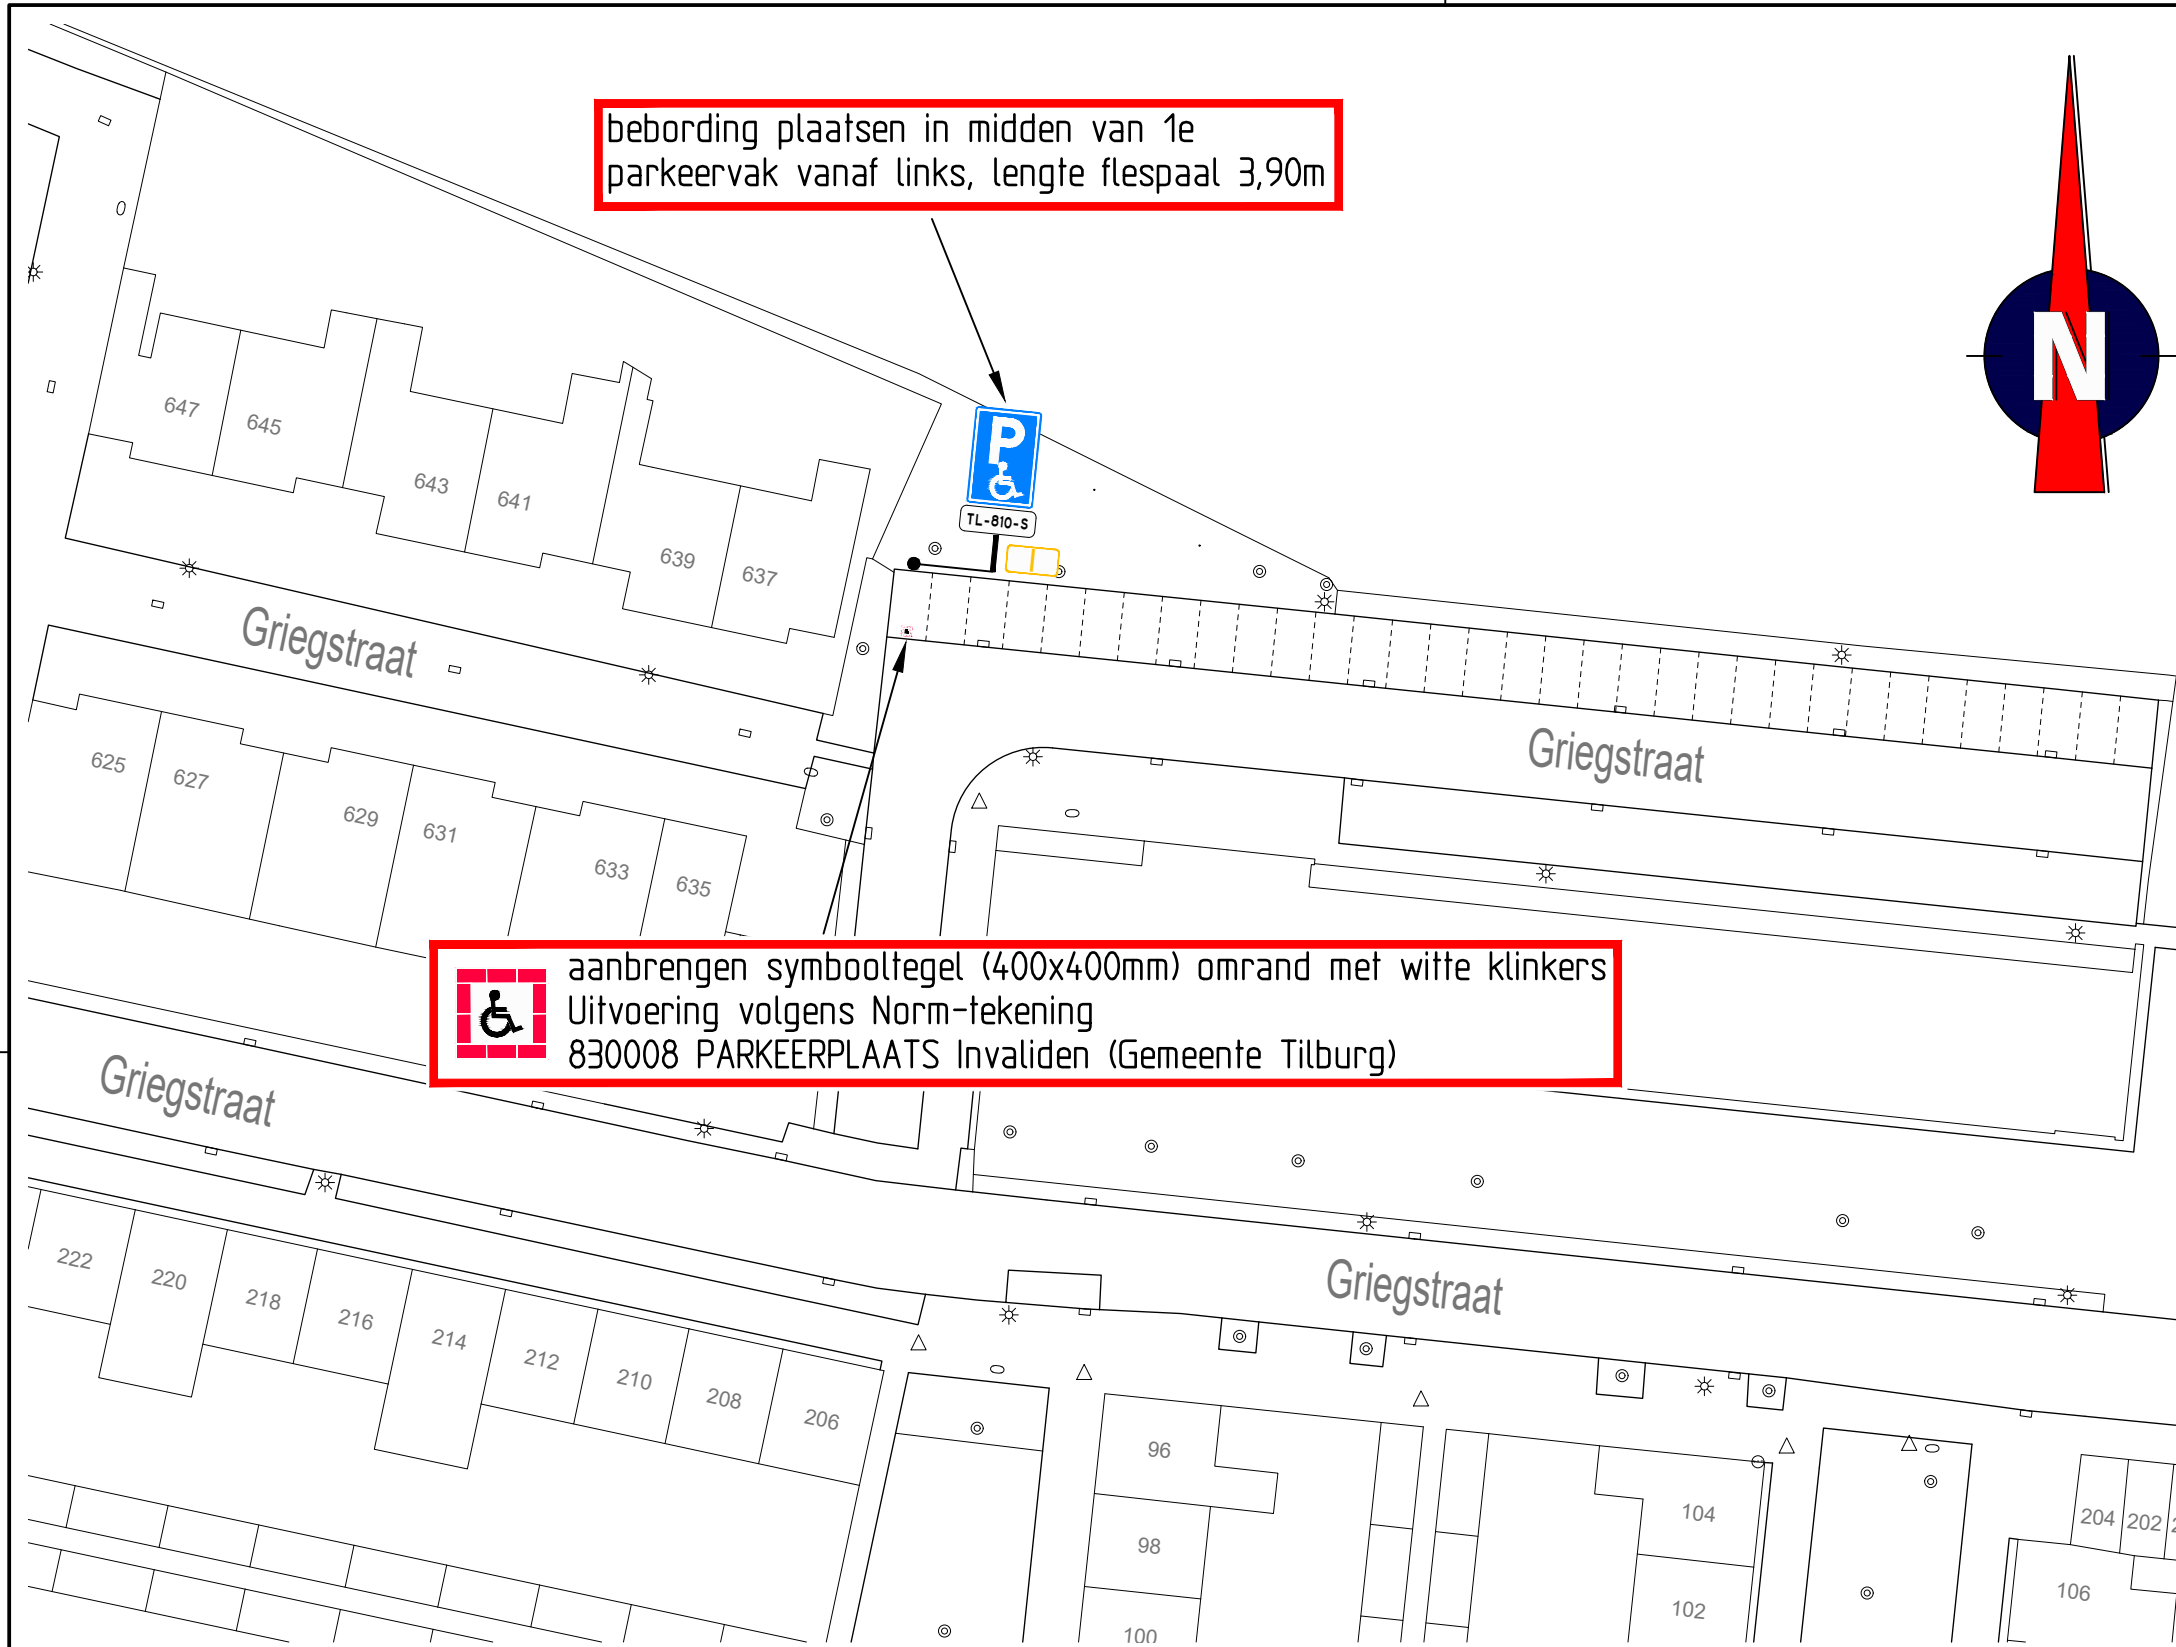 bebording plaatsen in midden van 1e
parkeervak vanaf links, lengte flespaal 3,90m
N
P
TL-810-S
647
645
643
641
639
637
Griegstraat
Griegstraat
625
627
629
631
633
635
aanbrengen symbooltegel (400x400mm) omrand met witte klinkers
Uitvoering volgens Norm-tekening
830008 PARKEERPLAATS Invaliden (Gemeente Tilburg)
Griegstraat
Griegstraat
222
220
218
216
214
212
210
208
206
96
98
100
104
102
204
202
106